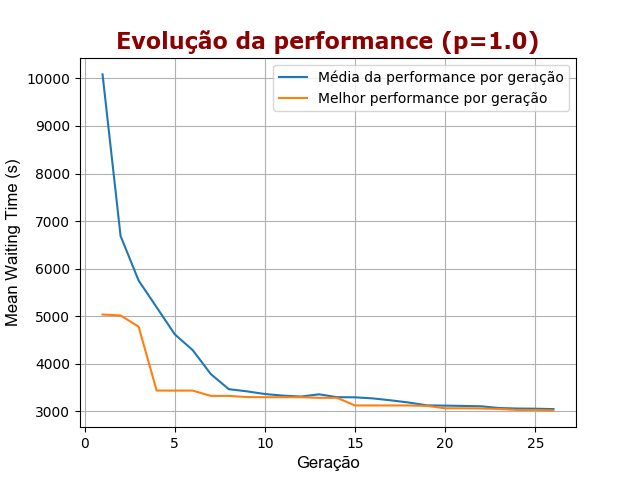 Evolução da performance (p=1.0)
Média da performance por geração
Melhor performance por geração
10000
9000
8000
7000
6000
5000
4000
3000
Mean Waiting Time (s)
0 5 10 15 20 25
Geração